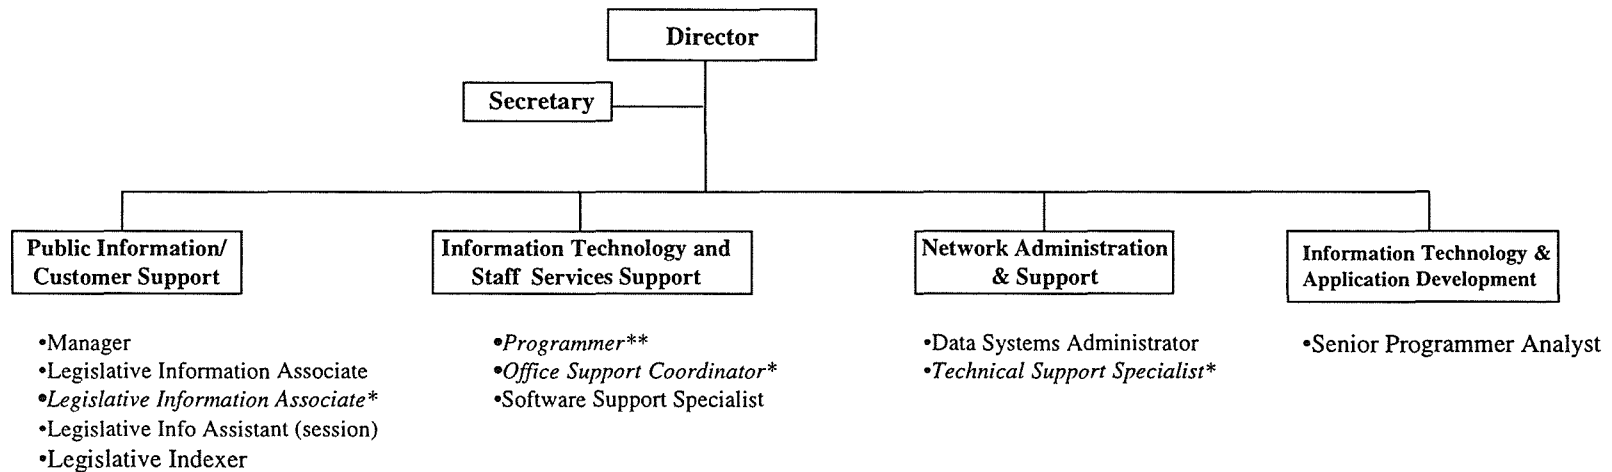 Director
Secretary
Public Information/
Customer Support
•Manager
•Legislative Information Associate
•Legislative Information Associate*
•Legislative Info Assistant (session)
•Legislative Indexer
Information Technology and
Staff Services Support
•Programmer**
•Office Support Coordinator*
•Software Support Specialist
Network Administration
& Support
•Data Systems Administrator
•Technical Support Specialist*
Information Technology &
Application Development
•Senior Programmer Analyst